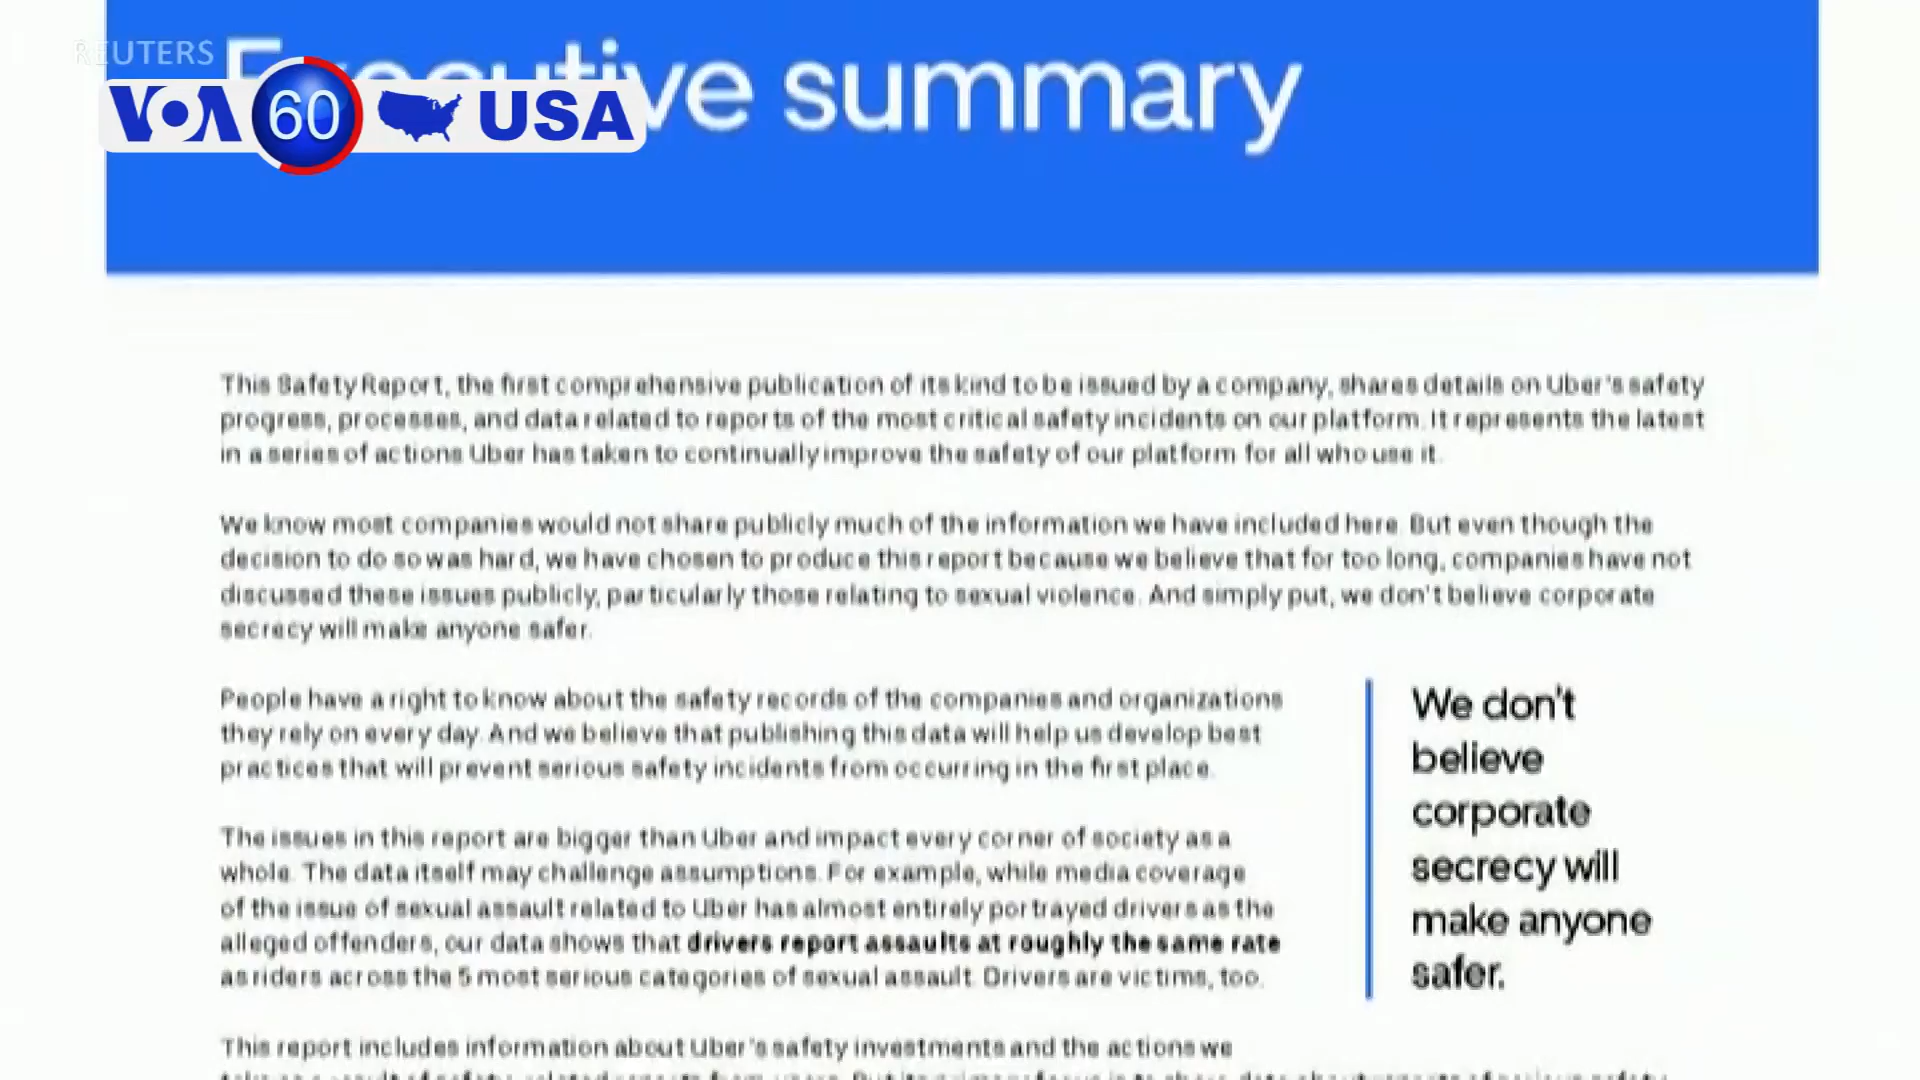 REUTERS
Executive summary
VOA 60 USA
This Safety Report, the first comprehensive publication of its kind to be issued by a company, shares details on Uber's safety
progress, processes, and data related to reports of the most critical safety incidents on our platform. It represents the latest
in a series of actions Uber has taken to continually improve the safety of our platform for all who use it.
We know most companies would not share publicly much of the information we have included here. But even though the
decision to do so was hard, we have chosen to produce this report because we believe that for too long, companies have not
discussed these issues publicly, particularly those relating to sexual violence. And simply put, we don't believe corporate
secrecy will make anyone safer.
People have a right to know about the safety records of the companies and organizations
they rely on every day. And we believe that publishing this data will help us develop best
practices that will prevent serious safety incidents from occurring in the first place.
The issues in this report are bigger than Uber and impact every corner of society as a
whole. The data itself may challenge assumptions. For example, while media coverage
of the issue of sexual assault related to Uber has almost entirely portrayed drivers as the
alleged offenders, our data shows that drivers report assaults at roughly the same rate
as riders across the 5 most serious categories of sexual assault. Drivers are victims, too.
We don't
believe
corporate
secrecy will
make anyone
safer.
This report includes information about Uber's safety investments and the actions we